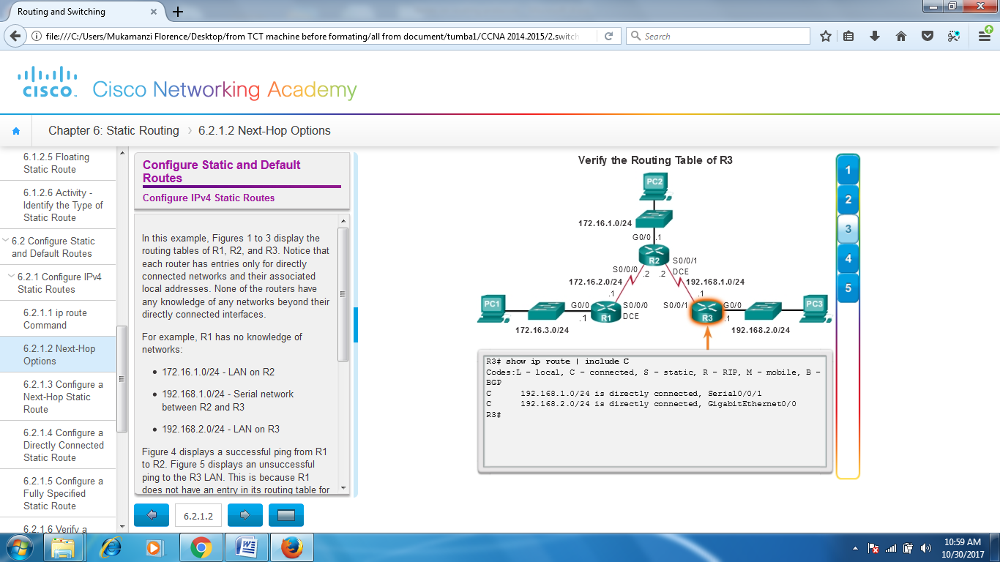 Routing and Switching
file:///C:/Users/Mukamanzi Florence/Desktop/from TCT machine before formating/all from document/tumba1/CCNA 2014.2015/2.switch
Search
CISCO
Cisco Networking Academy
Chapter 6: Static Routing
6.2.1.2 Next-Hop Options
6.1.2.5 Floating
Static Route
6.1.2.6 Activity -
Identify the Type of
Static Route
6.2 Configure Static
and Default Routes
6.2.1 Configure IPv4
Static Routes
6.2.1.1 ip route
Command
6.2.1.2 Next-Hop
Options
6.2.1.3 Configure a
Next-Hop Static
Route
6.2.1.4 Configure a
Directly Connected
Static Route
6.2.1.5 Configure a
Fully Specified
Static Route
6.2.1.6 Verify a
Configure Static and Default
Routes
Configure IPv4 Static Routes
In this example, Figures 1 to 3 display the
routing tables of R1, R2, and R3. Notice that
each router has entries only for directly
connected networks and their associated
local addresses. None of the routers have
any knowledge of any networks beyond their
directly connected interfaces.
For example, R1 has no knowledge of
networks:
• 172.16.1.0/24 - LAN on R2
• 192.168.1.0/24 - Serial network
between R2 and R3
• 192.168.2.0/24 - LAN on R3
Figure 4 displays a successful ping from R1
to R2. Figure 5 displays an unsuccessful
ping to the R3 LAN. This is because R1
does not have an entry in its routing table for
6.2.1.2
Verify the Routing Table of R3
PC2
172.16.1.0/24
G0/0 .1
R2
S0/0/1
S0/0/0
.2 .2 DCE
172.16.2.0/24
192.168.1.0/24
.1 .1
PC1
G0/0
S0/0/0
S0/0/1
G0/0
PC3
.1
R1
DCE
R3
.1
172.16.3.0/24
192.168.2.0/24
R3# show ip route | include C
Codes:L - local, C - connected, S - static, R - RIP, M - mobile, B -
BGP
C 192.168.1.0/24 is directly connected, Serial0/0/1
C 192.168.2.0/24 is directly connected, GigabitEthernet0/0
R3#
1
2
3
4
5
10:59 AM
10/30/2017